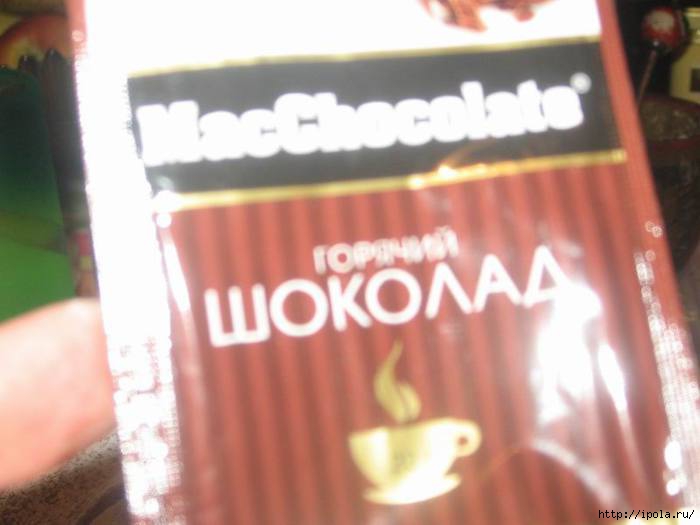 MacChocolate®
ГОРЯЧИЙ
ШОКОЛАД
http://ipola.ru/